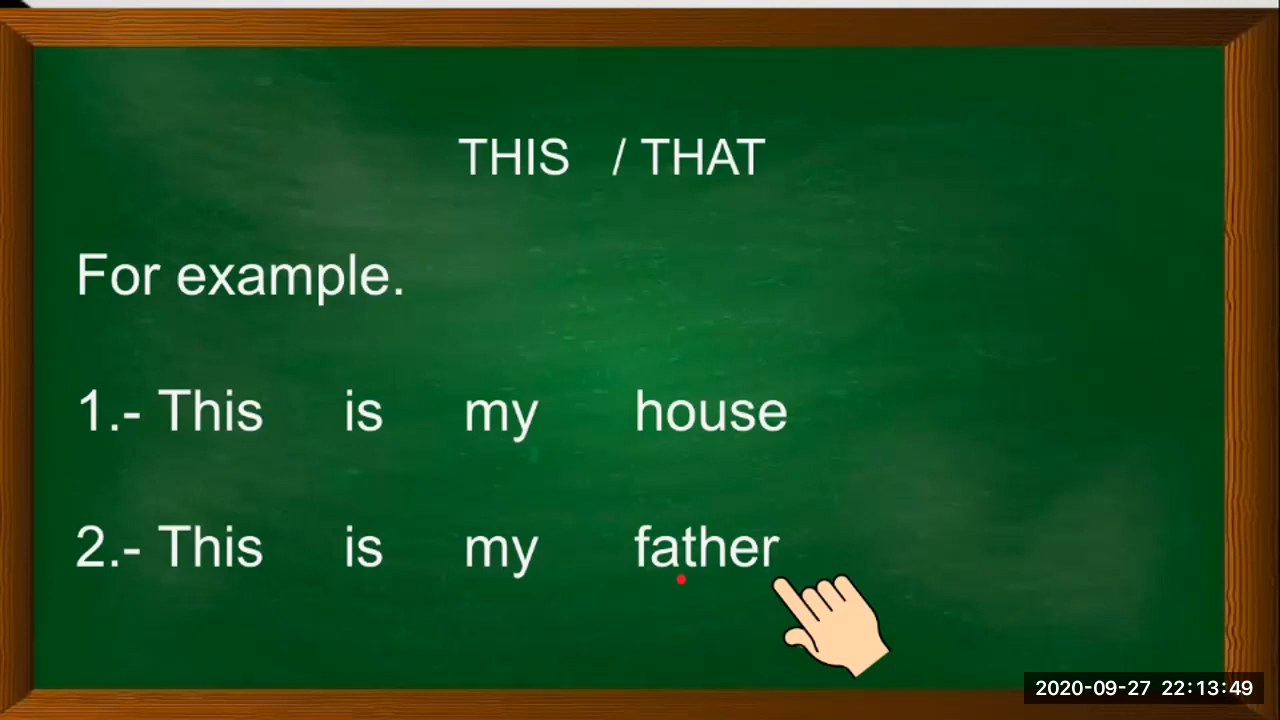 THIS / THAT
For example.
1.- This is my house
2.- This is my father
2020-09-27 22:13:49